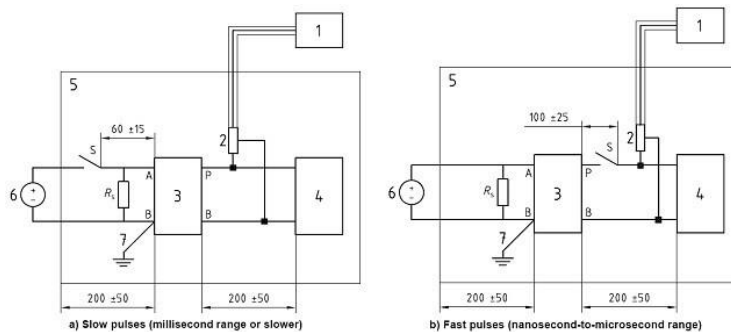 1
5
60 ±15
2
S
A
P
6
+
−
Rs
3
4
B
B
7
200 ±50
200 ±50
a) Slow pulses (millisecond range or slower)
1
5
100 ±25
2
S
A
P
6
+
−
Rs
3
4
B
B
7
200 ±50
200 ±50
b) Fast pulses (nanosecond-to-microsecond range)